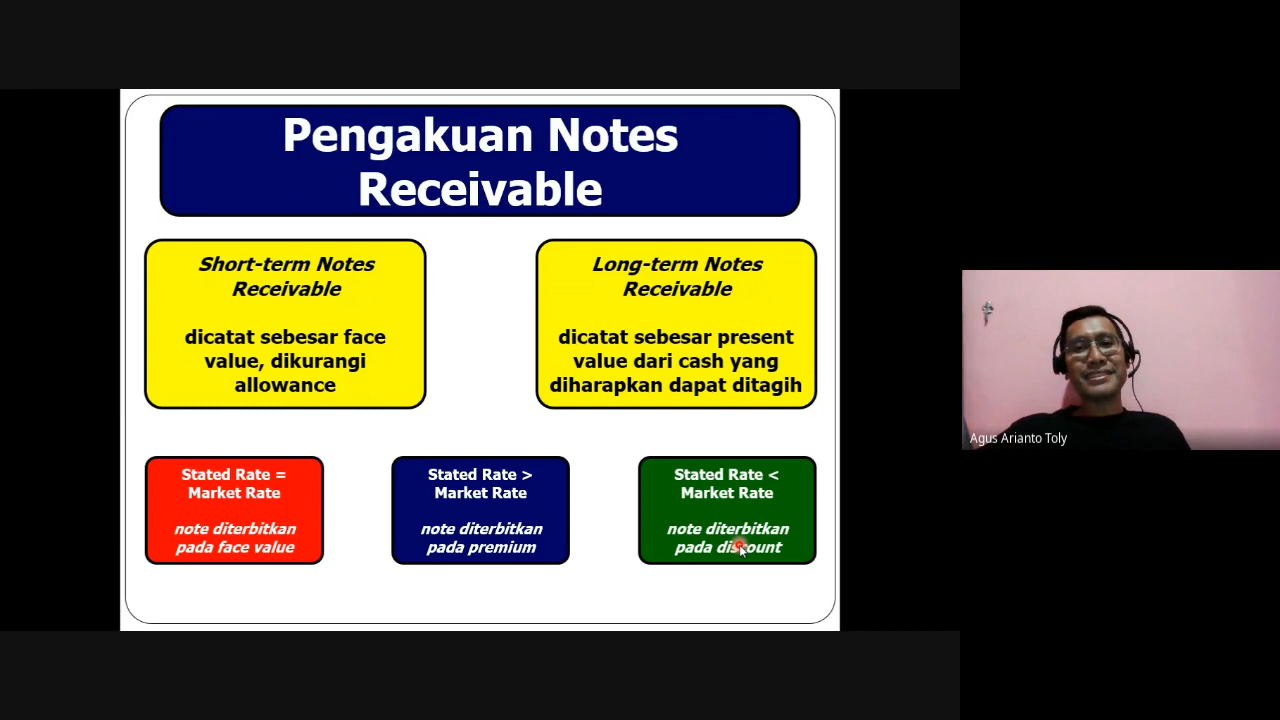 Pengakuan Notes
Receivable
Short-term Notes
Receivable
dicatat sebesar face
value, dikurangi
allowance
Long-term Notes
Receivable
dicatat sebesar present
value dari cash yang
diharapkan dapat ditagih
Stated Rate =
Market Rate
note diterbitkan
pada face value
Stated Rate >
Market Rate
note diterbitkan
pada premium
Stated Rate <
Market Rate
note diterbitkan
pada discount
Agus Arianto Toly